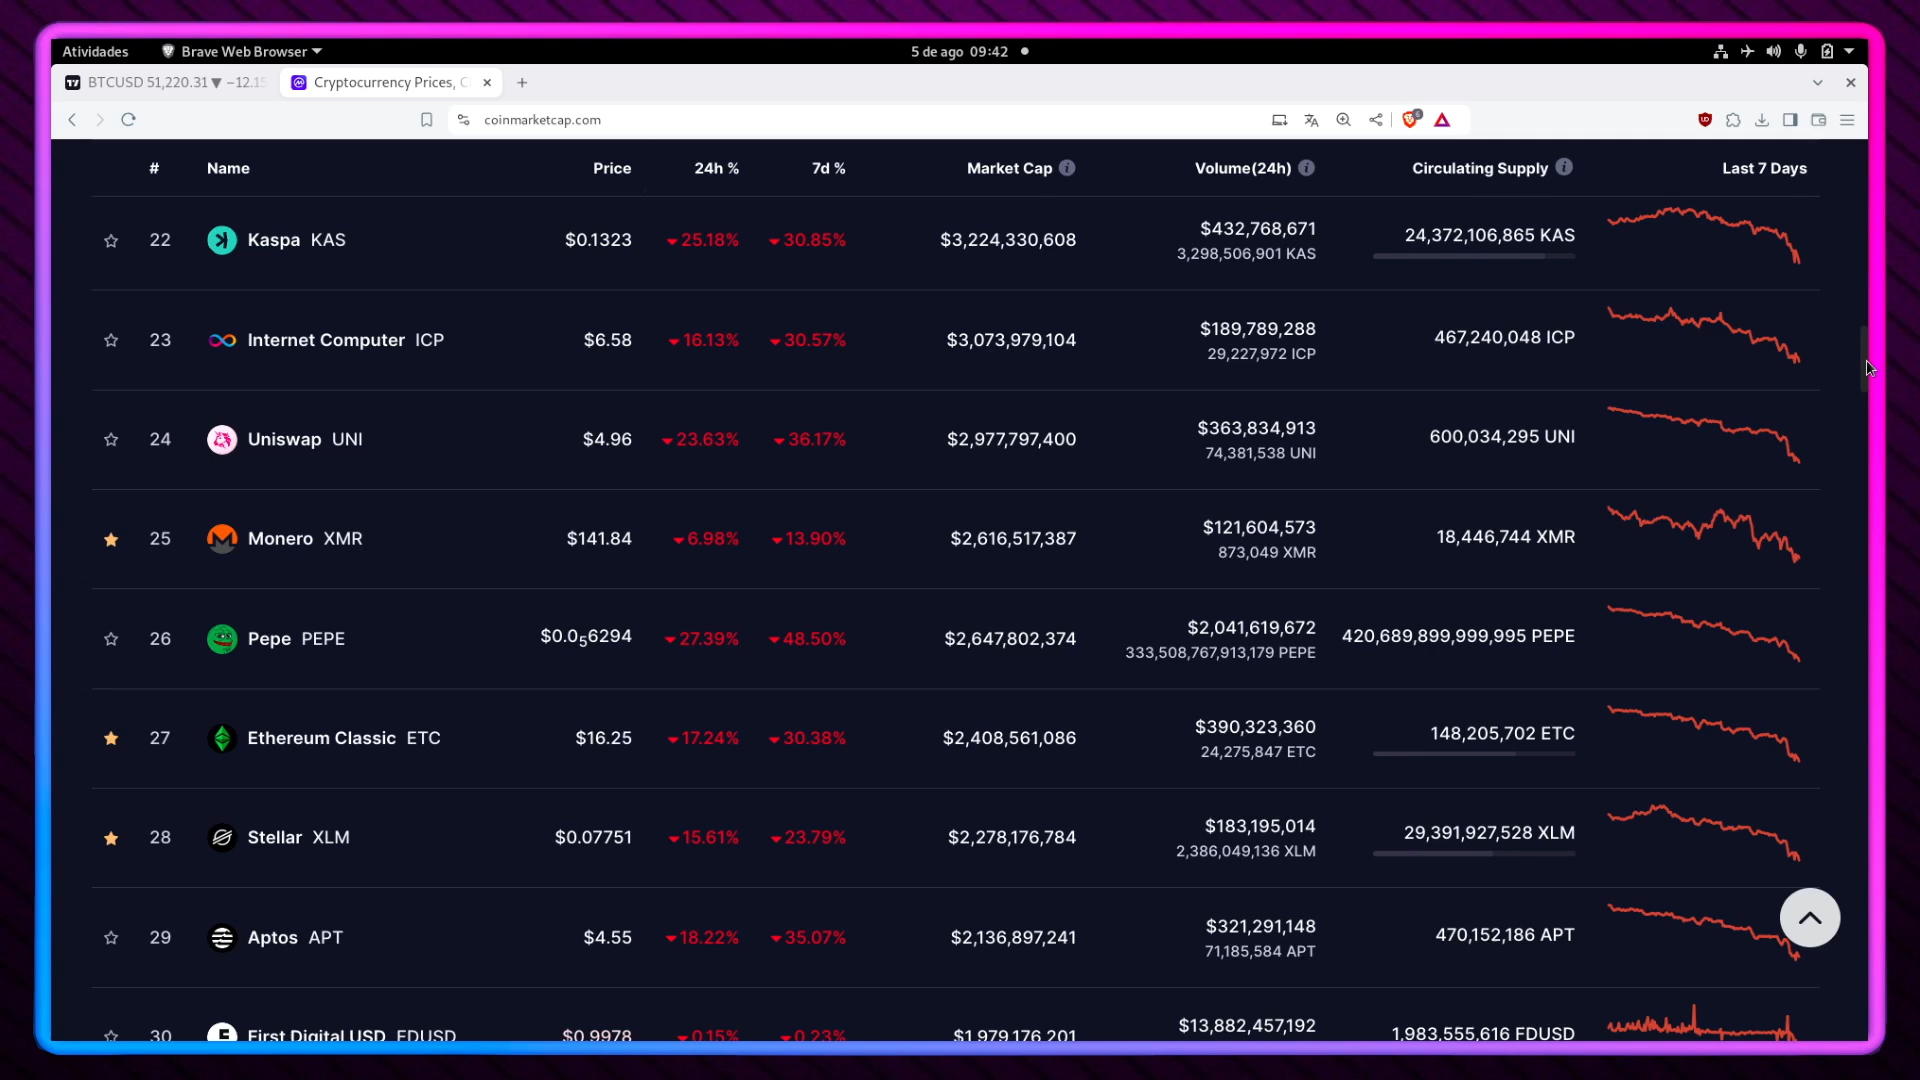 Atividades Brave Web Browser 5 de ago 09:42
BTCUSD 51,220.31 ▼ −12.15 Cryptocurrency Prices, C
coinmarketcap.com 6
# Name Price 24h % 7d % Market Cap Volume(24h) Circulating Supply Last 7 Days
22 Kaspa KAS $0.1323 25.18% 30.85% $3,224,330,608 $432,768,671 24,372,106,865 KAS
3,298,506,901 KAS
23 Internet Computer ICP $6.58 16.13% 30.57% $3,073,979,104 $189,789,288 467,240,048 ICP
29,227,972 ICP
24 Uniswap UNI $4.96 23.63% 36.17% $2,977,797,400 $363,834,913 600,034,295 UNI
74,381,538 UNI
25 Monero XMR $141.84 6.98% 13.90% $2,616,517,387 $121,604,573 18,446,744 XMR
873,049 XMR
26 Pepe PEPE $0.0₅6294 27.39% 48.50% $2,647,802,374 $2,041,619,672 420,689,899,999,995 PEPE
333,508,767,913,179 PEPE
27 Ethereum Classic ETC $16.25 17.24% 30.38% $2,408,561,086 $390,323,360 148,205,702 ETC
24,275,847 ETC
28 Stellar XLM $0.07751 15.61% 23.79% $2,278,176,784 $183,195,014 29,391,927,528 XLM
2,386,049,136 XLM
29 Aptos APT $4.55 18.22% 35.07% $2,136,897,241 $321,291,148 470,152,186 APT
71,185,584 APT
30 First Digital USD FDUSD $0.9978 0.15% 0.23% $1,979,176,201 $13,882,457,192 1,983,555,616 FDUSD